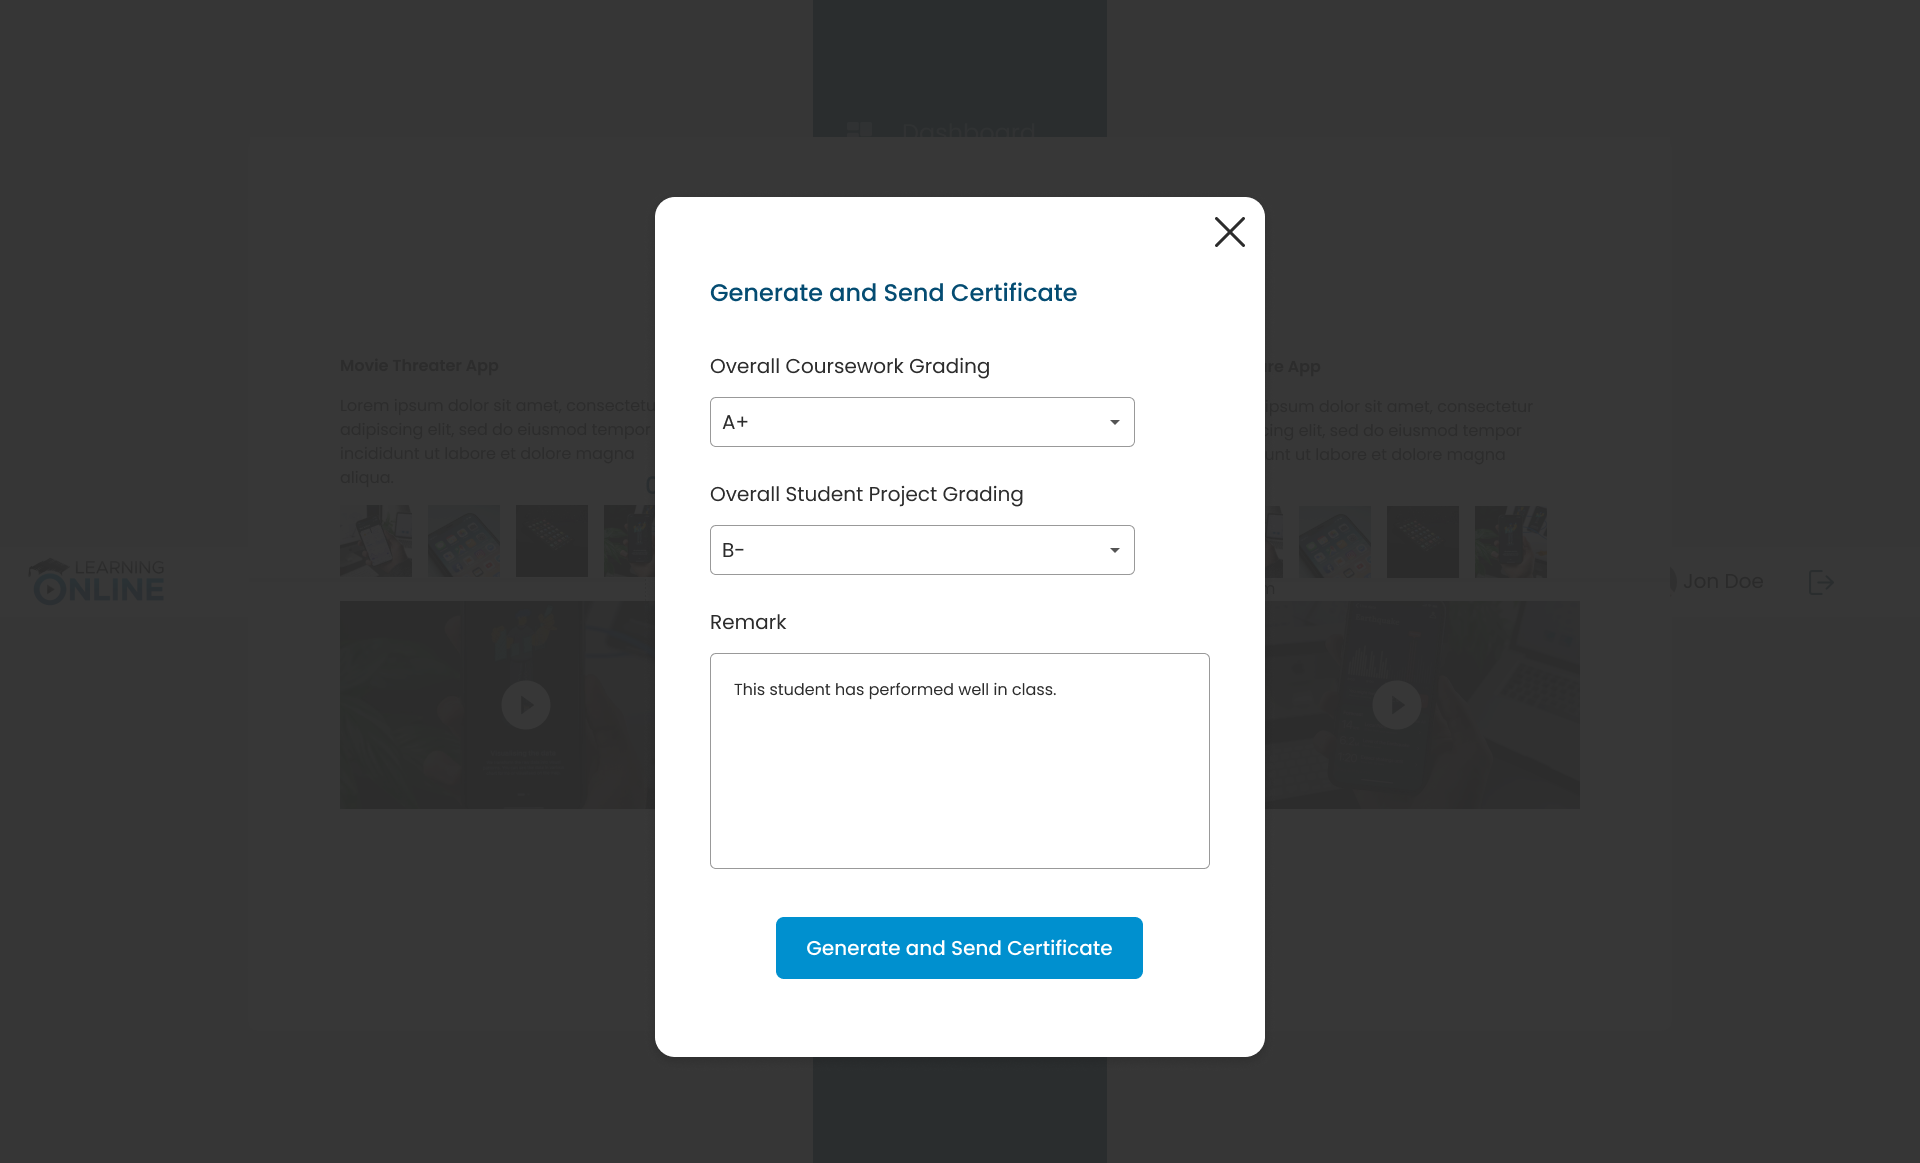 Dashboard
Generate and Send Certificate
Overall Coursework Grading
A+
Overall Student Project Grading
B-
Remark
This student has performed well in class.
Generate and Send Certificate
Movie Threater App
Lorem ipsum dolor sit amet, consectetu
adipiscing elit, sed do eiusmod tempor
incididunt ut labore et dolore magna
aliqua.
re App
psum dolor sit amet, consectetur
ing elit, sed do eiusmod tempor
unt ut labore et dolore magna
LEARNING
ONLINE
Jon Doe